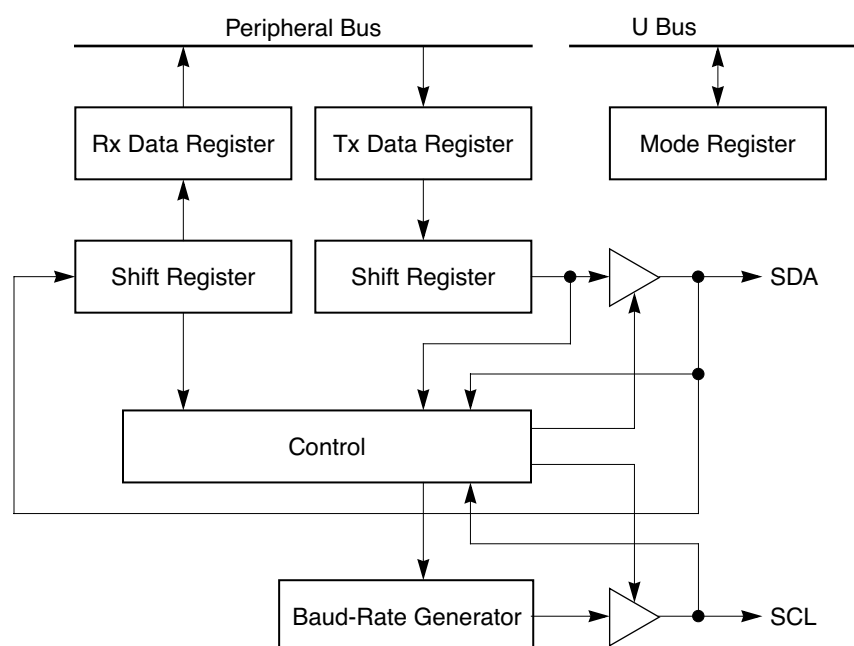 Peripheral Bus
U Bus
Rx Data Register
Tx Data Register
Mode Register
Shift Register
Shift Register
SDA
Control
Baud-Rate Generator
SCL